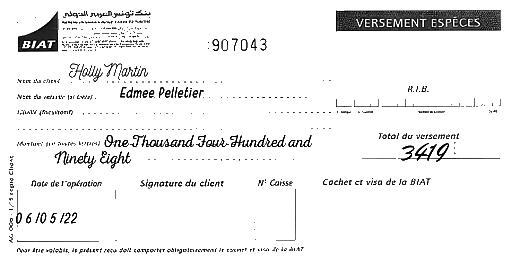 بنك تونس العربي الدولي
BIAT
VERSEMENT ESPÈCES
907043
Nom du client Holly Martin
Nom du verseur (si tiers) Edmee Pelletier
R.I.B.
Libellé (facultatif)
Montant (en toutes lettres) One Thousand Four Hundred and
Ninety Eight
Total du versement
3419
Date de l'opération Signature du client N° Caisse Cachet et visa de la BIAT
06/05/22
Pour être valable, le présent reçu doit comporter obligatoirement le cachet et visa de la BIAT